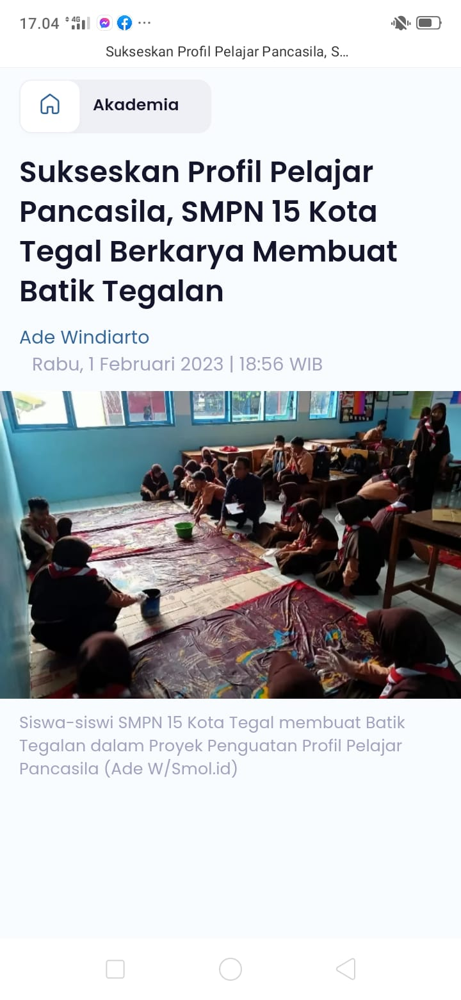 17.04 4G ...
Sukseskan Profil Pelajar Pancasila, S...
Akademia
Sukseskan Profil Pelajar
Pancasila, SMPN 15 Kota
Tegal Berkarya Membuat
Batik Tegalan
Ade Windiarto
Rabu, 1 Februari 2023 | 18:56 WIB
Siswa-siswi SMPN 15 Kota Tegal membuat Batik
Tegalan dalam Proyek Penguatan Profil Pelajar
Pancasila (Ade W/Smol.id)